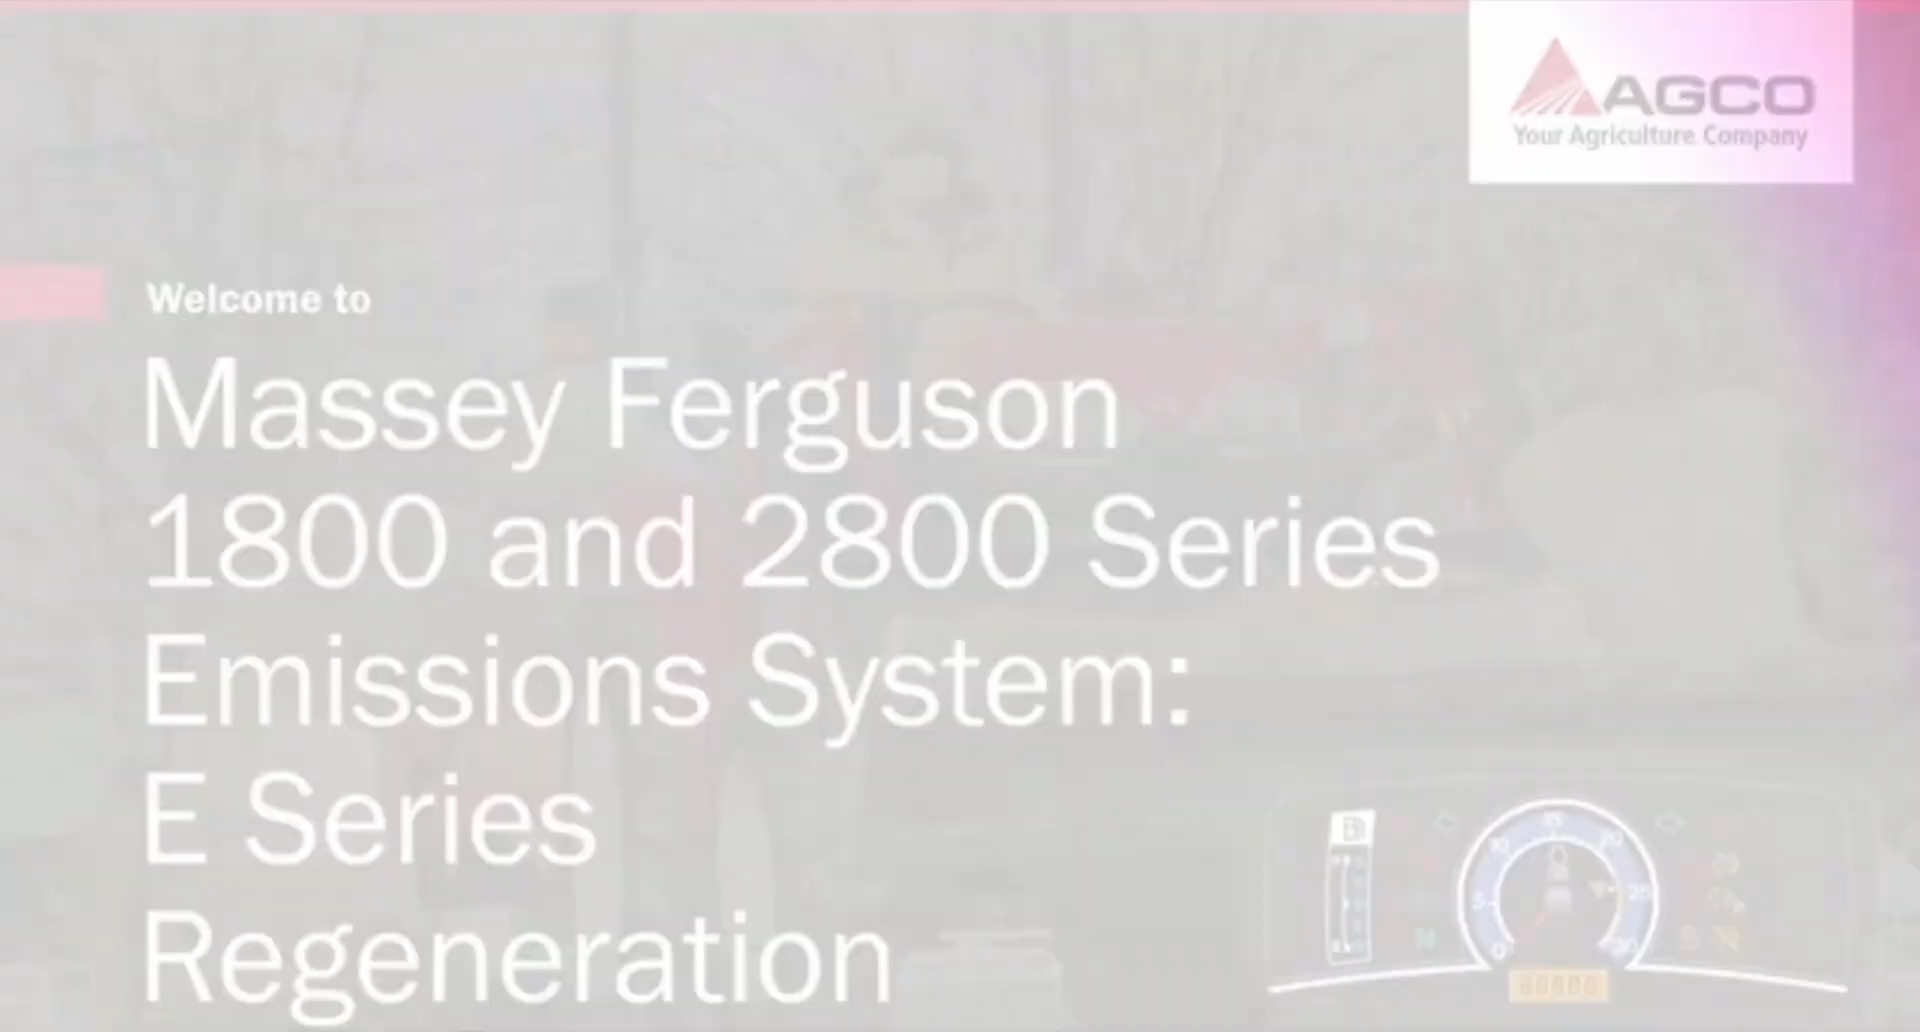 AGCO
Your Agriculture Company
Welcome to
Massey Ferguson
1800 and 2800 Series
Emissions System:
E Series
Regeneration